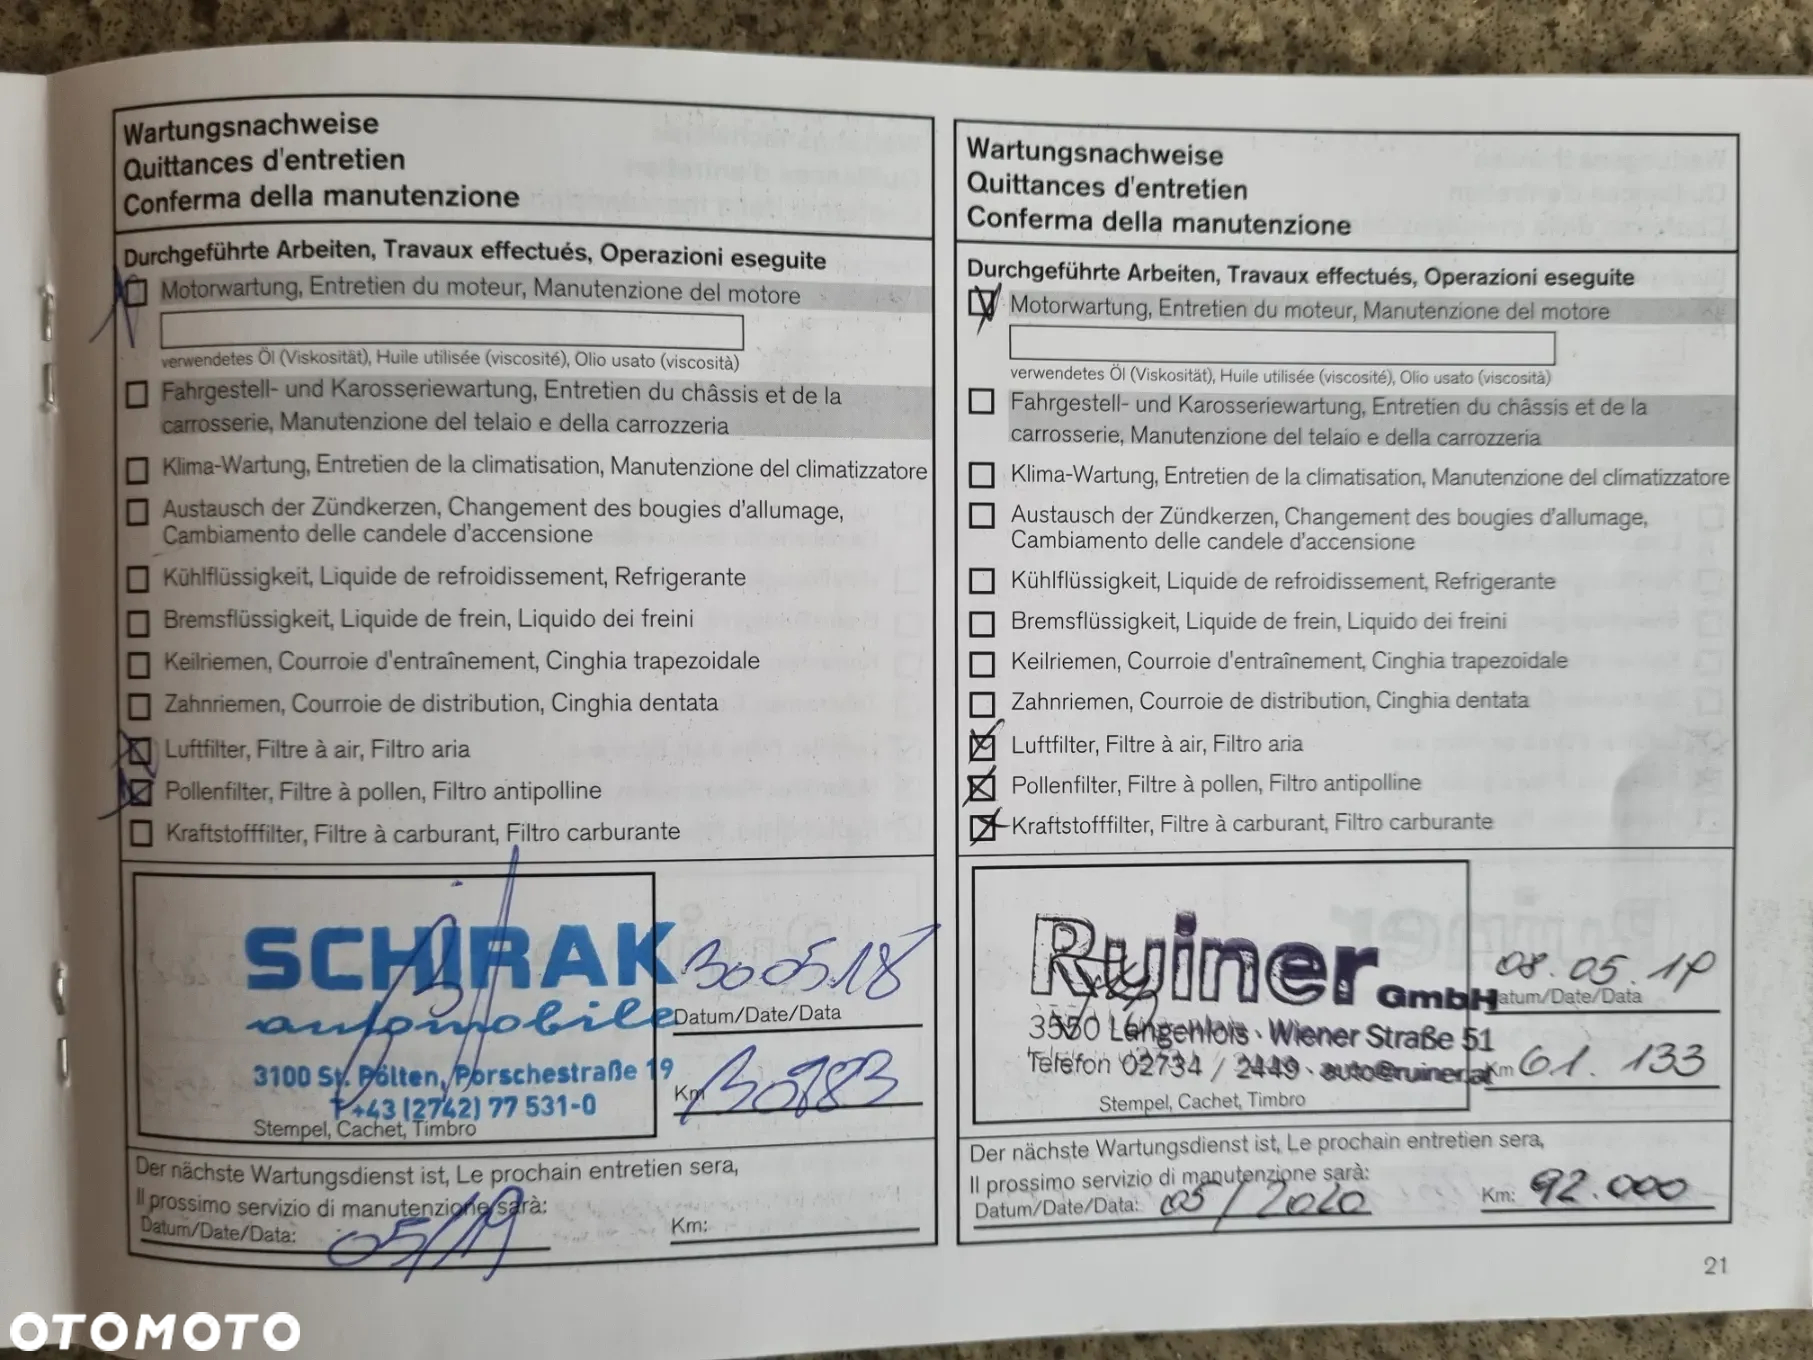 Wartungsnachweise
Quittances d'entretien
Conferma della manutenzione
Durchgeführte Arbeiten, Travaux effectués, Operazioni eseguite
Motorwartung, Entretien du moteur, Manutenzione del motore
verwendetes Öl (Viskosität), Huile utilisée (viscosité), Olio usato (viscosità)
Fahrgestell- und Karosseriewartung, Entretien du châssis et de la
carrosserie, Manutenzione del telaio e della carrozzeria
Klima-Wartung, Entretien de la climatisation, Manutenzione del climatizzatore
Austausch der Zündkerzen, Changement des bougies d'allumage,
Cambiamento delle candele d'accensione
Kühlflüssigkeit, Liquide de refroidissement, Refrigerante
Bremsflüssigkeit, Liquide de frein, Liquido dei freini
Keilriemen, Courroie d'entraînement, Cinghia trapezoidale
Zahnriemen, Courroie de distribution, Cinghia dentata
Luftfilter, Filtre à air, Filtro aria
Pollenfilter, Filtre à pollen, Filtro antipolline
Kraftstofffilter, Filtre à carburant, Filtro carburante
SCHIRAK
automobile
3100 St. Pölten, Porschestraße 19
T +43 (2742) 77 531-0
Stempel, Cachet, Timbro
300518
Datum/Date/Data
Km 30983
Der nächste Wartungsdienst ist, Le prochain entretien sera,
Il prossimo servizio di manutenzione sarà:
Datum/Date/Data: 05/19
Km:
Wartungsnachweise
Quittances d'entretien
Conferma della manutenzione
Durchgeführte Arbeiten, Travaux effectués, Operazioni eseguite
Motorwartung, Entretien du moteur, Manutenzione del motore
verwendetes Öl (Viskosität), Huile utilisée (viscosité), Olio usato (viscosità)
Fahrgestell- und Karosseriewartung, Entretien du châssis et de la
carrosserie, Manutenzione del telaio e della carrozzeria
Klima-Wartung, Entretien de la climatisation, Manutenzione del climatizzatore
Austausch der Zündkerzen, Changement des bougies d'allumage,
Cambiamento delle candele d'accensione
Kühlflüssigkeit, Liquide de refroidissement, Refrigerante
Bremsflüssigkeit, Liquide de frein, Liquido dei freini
Keilriemen, Courroie d'entraînement, Cinghia trapezoidale
Zahnriemen, Courroie de distribution, Cinghia dentata
Luftfilter, Filtre à air, Filtro aria
Pollenfilter, Filtre à pollen, Filtro antipolline
Kraftstofffilter, Filtre à carburant, Filtro carburante
Ruiner GmbH
3550 Langenlois · Wiener Straße 51
Telefon 02734 / 2449 · auto@ruiner.at
Stempel, Cachet, Timbro
08.05.19
Datum/Date/Data
Km 61.133
Der nächste Wartungsdienst ist, Le prochain entretien sera,
Il prossimo servizio di manutenzione sarà:
Datum/Date/Data: 05/2020
Km: 92.000
21
OTOMOTO